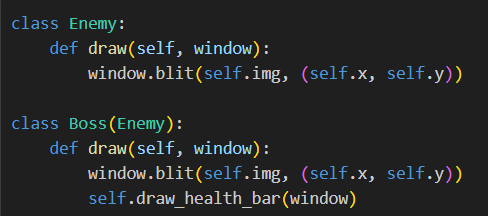 class Enemy:
    def draw(self, window):
        window.blit(self.img, (self.x, self.y))

class Boss(Enemy):
    def draw(self, window):
        window.blit(self.img, (self.x, self.y))
        self.draw_health_bar(window)